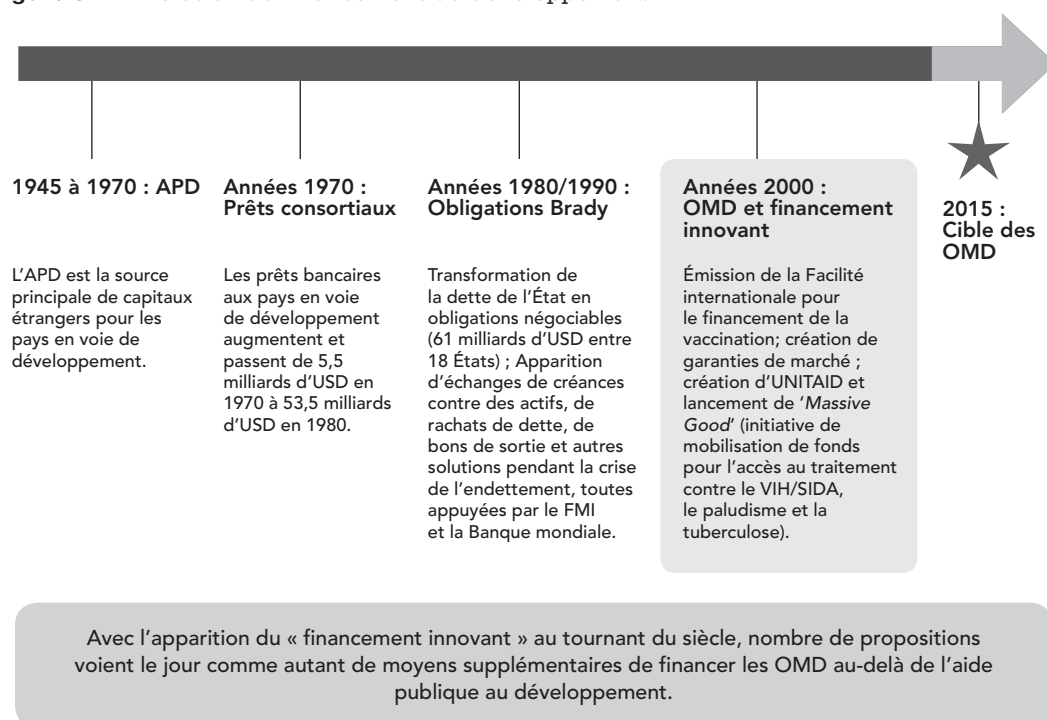 1945 à 1970 : APD
L'APD est la source
principale de capitaux
étrangers pour les
pays en voie de
développement.
Années 1970 :
Prêts consortiaux
Les prêts bancaires
aux pays en voie
de développement
augmentent et
passent de 5,5
milliards d'USD en
1970 à 53,5 milliards
d'USD en 1980.
Années 1980/1990 :
Obligations Brady
Transformation de
la dette de l'État en
obligations négociables
(61 milliards d'USD entre
18 États) ; Apparition
d'échanges de créances
contre des actifs, de
rachats de dette, de
bons de sortie et autres
solutions pendant la crise
de l'endettement, toutes
appuyées par le FMI
et la Banque mondiale.
Années 2000 :
OMD et financement
innovant
Émission de la Facilité
internationale pour
le financement de la
vaccination; création de
garanties de marché ;
création d'UNITAID et
lancement de 'Massive
Good' (initiative de
mobilisation de fonds
pour l'accès au traitement
contre le VIH/SIDA,
le paludisme et la
tuberculose).
2015 :
Cible des
OMD
Avec l'apparition du « financement innovant » au tournant du siècle, nombre de propositions
voient le jour comme autant de moyens supplémentaires de financer les OMD au-delà de l'aide
publique au développement.